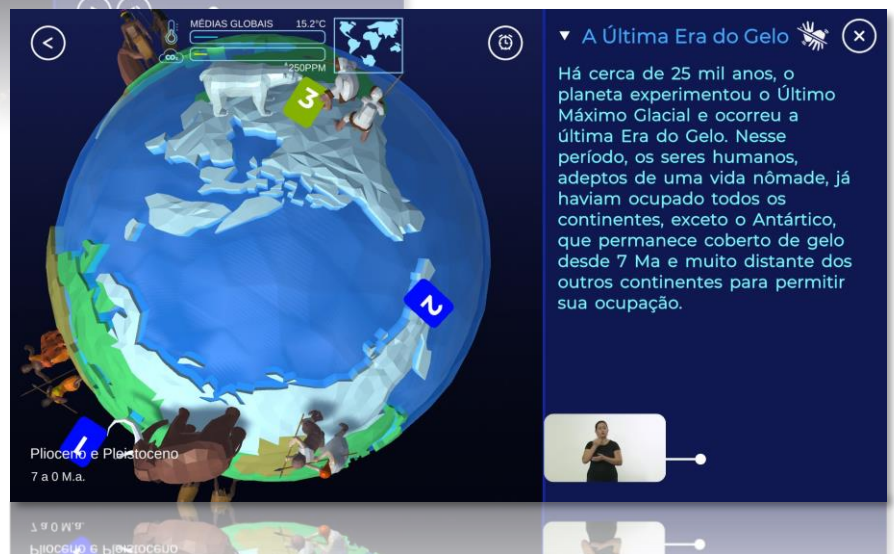 <
MÉDIAS GLOBAIS 15.2°C
CO₂
250PPM
3
2
1
Plioceno e Pleistoceno
7 a 0 M.a.
▼ A Última Era do Gelo
Há cerca de 25 mil anos, o
planeta experimentou o Último
Máximo Glacial e ocorreu a
última Era do Gelo. Nesse
período, os seres humanos,
adeptos de uma vida nômade, já
haviam ocupado todos os
continentes, exceto o Antártico,
que permanece coberto de gelo
desde 7 Ma e muito distante dos
outros continentes para permitir
sua ocupação.